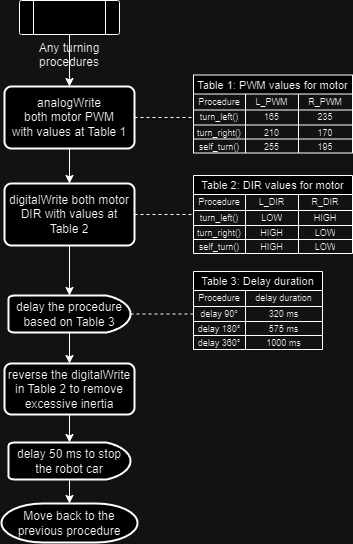 Any turning
procedures
analogWrite
both motor PWM
with values at Table 1
Table 1: PWM values for motor
Procedure L_PWM R_PWM
turn_left() 165 235
turn_right() 210 170
self_turn() 255 195
digitalWrite both motor
DIR with values at
Table 2
Table 2: DIR values for motor
Procedure L_DIR R_DIR
turn_left() LOW HIGH
turn_right() HIGH LOW
self_turn() HIGH LOW
delay the procedure
based on Table 3
Table 3: Delay duration
Procedure delay duration
delay 90° 320 ms
delay 180° 575 ms
delay 360° 1000 ms
reverse the digitalWrite
in Table 2 to remove
excessive inertia
delay 50 ms to stop
the robot car
Move back to the
previous procedure